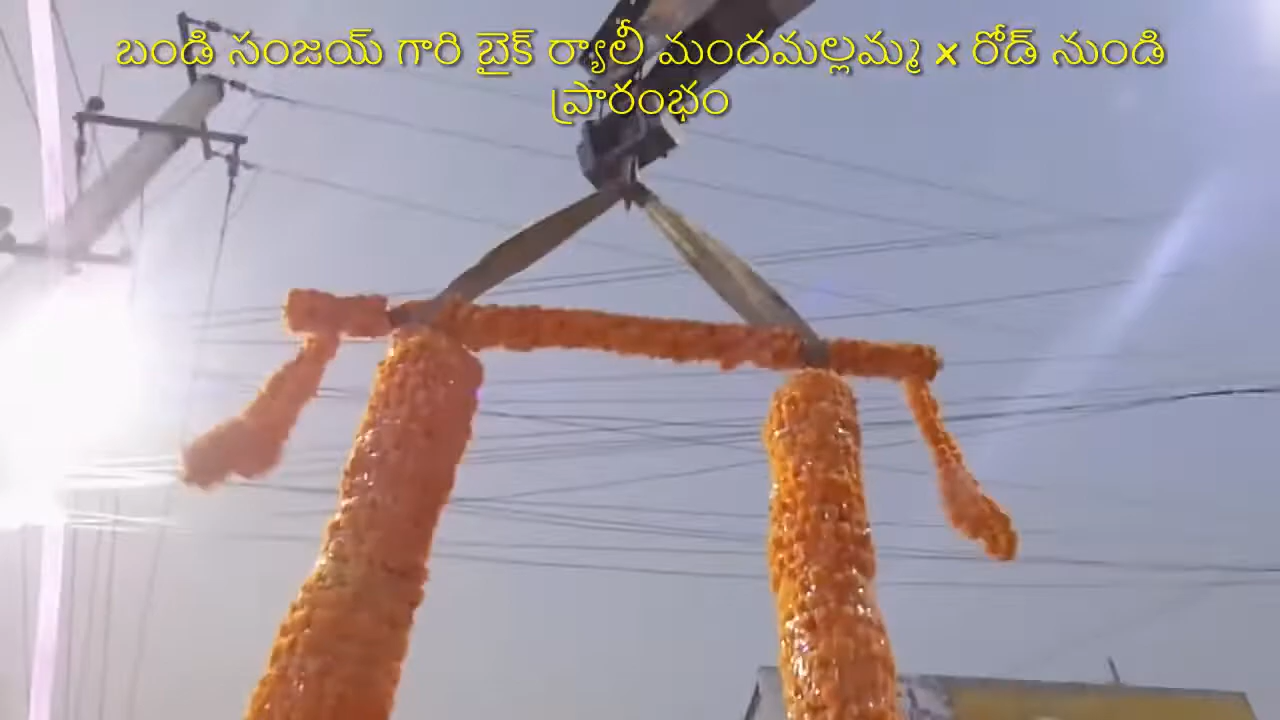 బండి సంజయ్ గారి బైక్ ర్యాలీ మందమల్లమ్మ x రోడ్ నుండి
ప్రారంభం